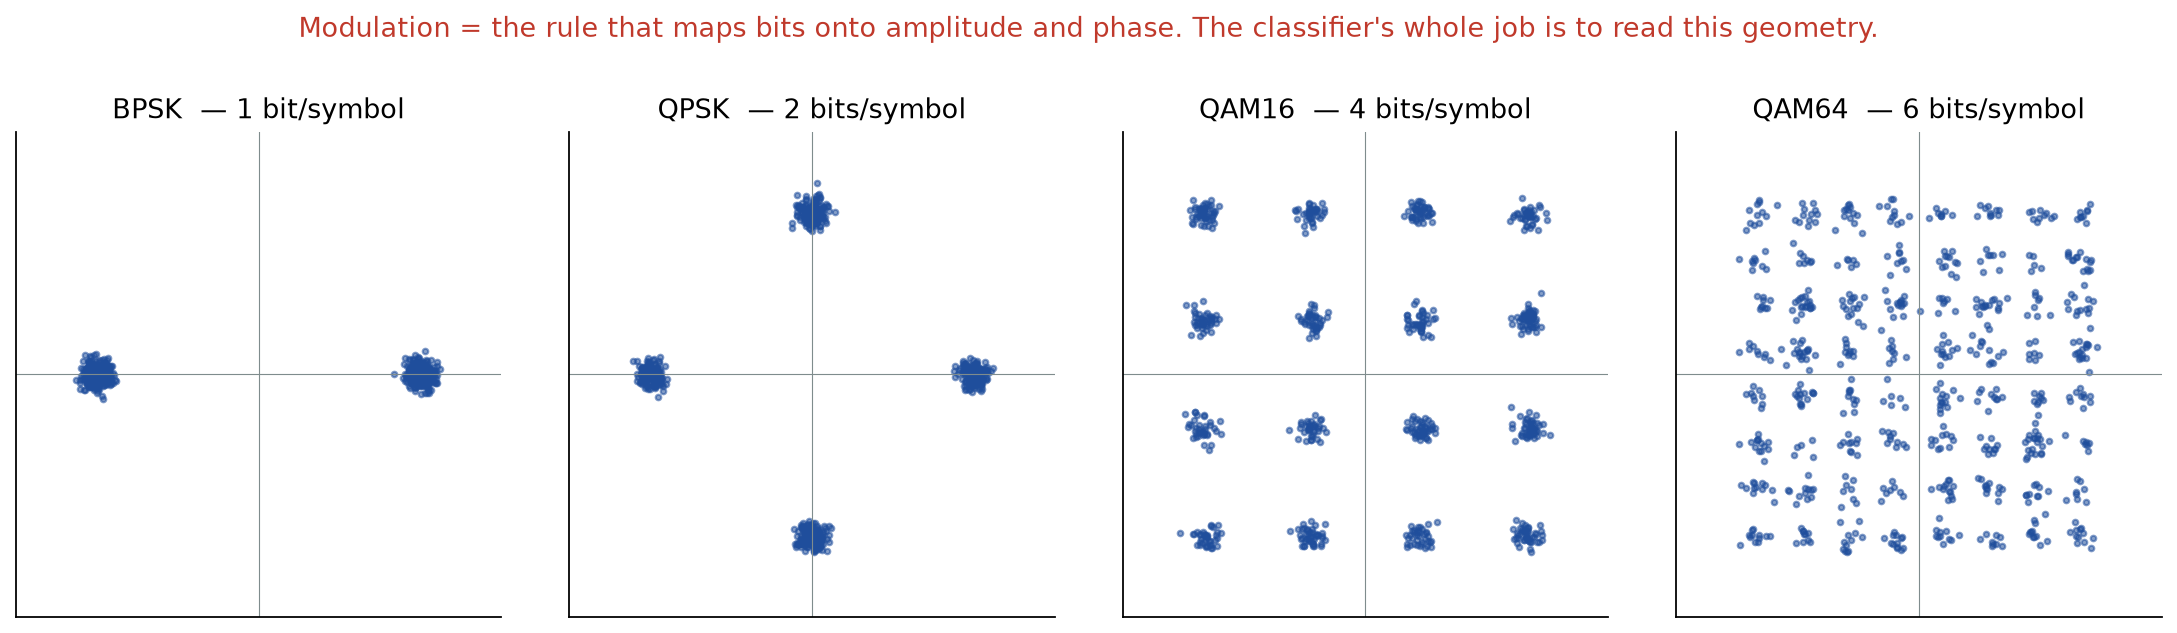 Modulation = the rule that maps bits onto amplitude and phase. The classifier's whole job is to read this geometry.
BPSK — 1 bit/symbol
QPSK — 2 bits/symbol
QAM16 — 4 bits/symbol
QAM64 — 6 bits/symbol